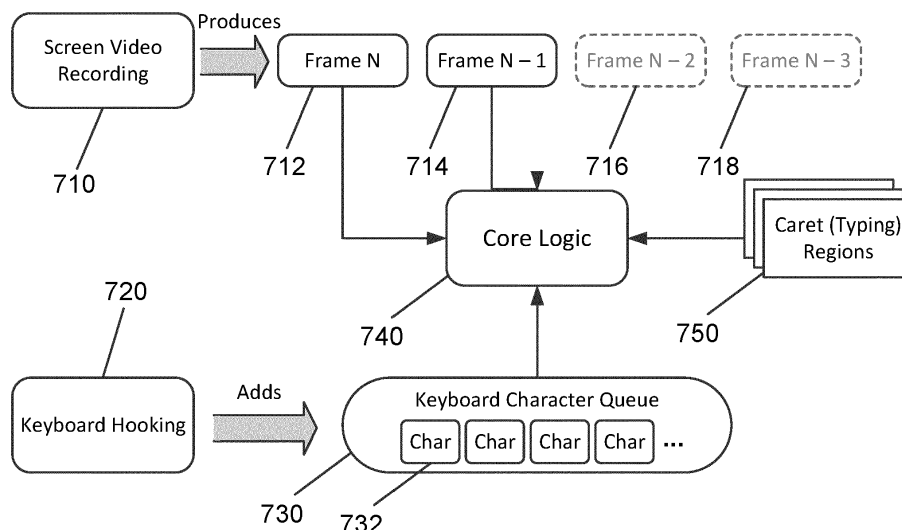 Produces
Screen Video
Recording
Frame N
Frame N - 1
Frame N – 2
Frame N – 3
710
712
714
716
718
Core Logic
Caret (Typing)
Regions
720
740
750
Keyboard Hooking
Adds
Keyboard Character Queue
Char
Char
Char
Char
...
730
732